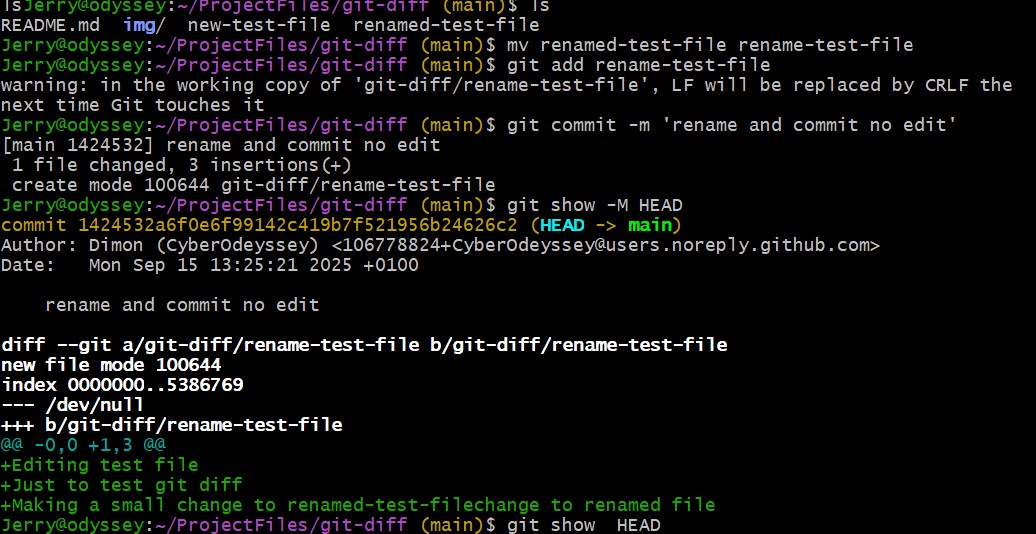 lsJerry@odyssey:~/ProjectFiles/git-diff (main)$ ls
README.md  img/  new-test-file  renamed-test-file
Jerry@odyssey:~/ProjectFiles/git-diff (main)$ mv renamed-test-file rename-test-file
Jerry@odyssey:~/ProjectFiles/git-diff (main)$ git add rename-test-file
warning: in the working copy of 'git-diff/rename-test-file', LF will be replaced by CRLF the
next time Git touches it
Jerry@odyssey:~/ProjectFiles/git-diff (main)$ git commit -m 'rename and commit no edit'
[main 1424532] rename and commit no edit
 1 file changed, 3 insertions(+)
 create mode 100644 git-diff/rename-test-file
Jerry@odyssey:~/ProjectFiles/git-diff (main)$ git show -M HEAD
commit 1424532a6f0e6f99142c419b7f521956b24626c2 (HEAD -> main)
Author: Dimon (CyberOdeyssey) <106778824+CyberOdeyssey@users.noreply.github.com>
Date:   Mon Sep 15 13:25:21 2025 +0100

    rename and commit no edit

diff --git a/git-diff/rename-test-file b/git-diff/rename-test-file
new file mode 100644
index 0000000..5386769
--- /dev/null
+++ b/git-diff/rename-test-file
@@ -0,0 +1,3 @@
+Editing test file
+Just to test git diff
+Making a small change to renamed-test-filechange to renamed file
Jerry@odyssey:~/ProjectFiles/git-diff (main)$ git show  HEAD